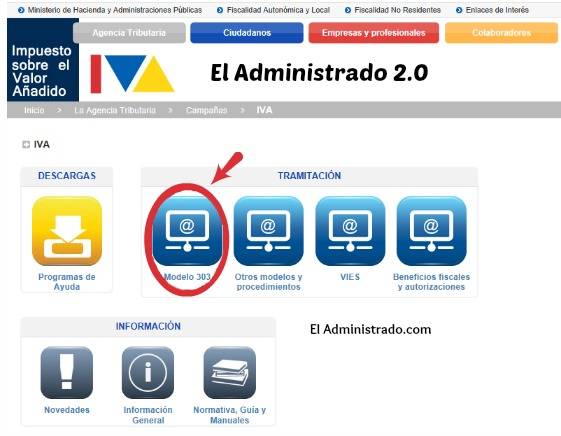 Ministerio de Hacienda y Administraciones Públicas Fiscalidad Autonómica y Local Fiscalidad No Residentes Enlaces de Interés
Agencia Tributaria Ciudadanos Empresas y profesionales Colaboradores
Impuesto
sobre el
Valor
Añadido
IVA
El Administrado 2.0
Inicio > La Agencia Tributaria > Campañas > IVA
IVA
DESCARGAS
Programas de
Ayuda
TRAMITACIÓN
@ @ @ @
Modelo 303
Otros modelos y
procedimientos
VIES
Beneficios fiscales
y autorizaciones
INFORMACIÓN
Novedades
Información
General
Normativa, Guía y
Manuales
El Administrado.com